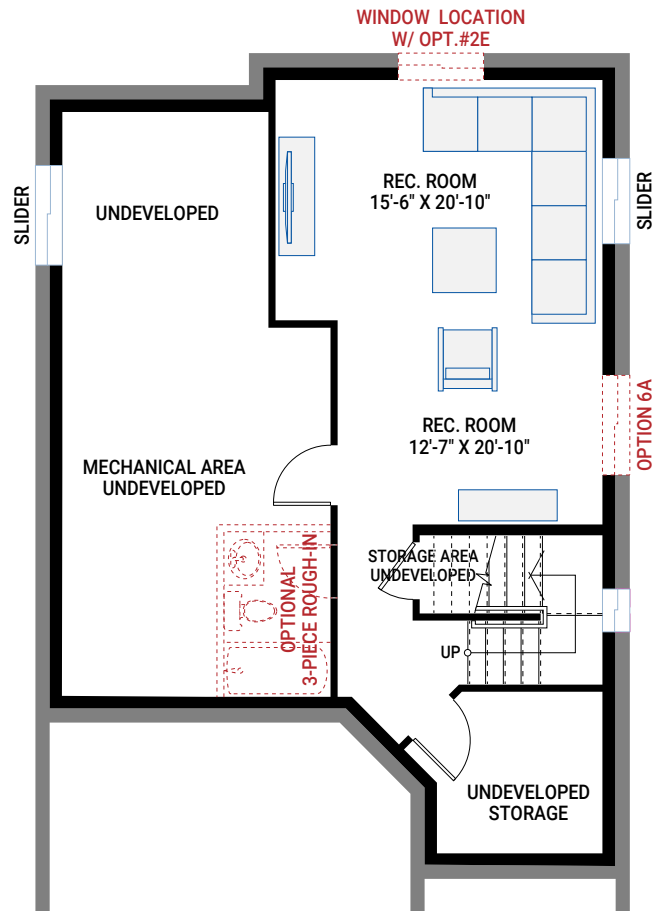 WINDOW LOCATION
W/ OPT.#2E
SLIDER
UNDEVELOPED
REC. ROOM
15'-6" X 20'-10"
SLIDER
REC. ROOM
12'-7" X 20'-10"
OPTION 6A
MECHANICAL AREA
UNDEVELOPED
OPTIONAL
3-PIECE ROUGH-IN
STORAGE AREA
UNDEVELOPED
UP
UNDEVELOPED
STORAGE